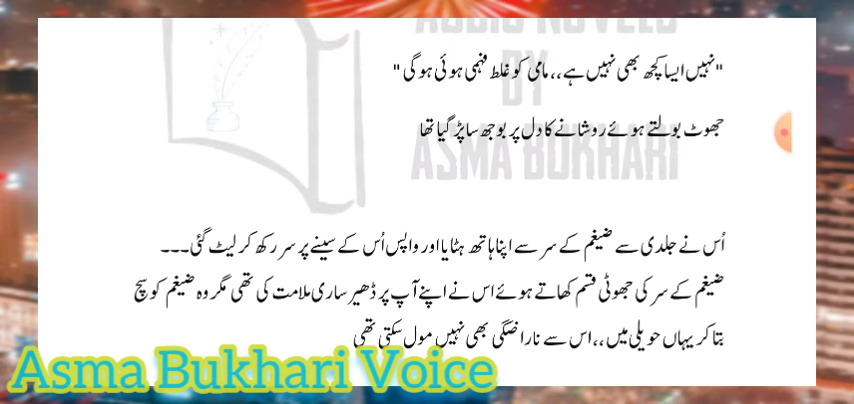 AUDIO NOVELS
BY
ASMA BUKHARI
"نہیں ایسا کچھ بھی نہیں ہے،، مامی کو غلط فہمی ہوئی ہوگی"
جھوٹ بولتے ہوئے روشانے کا دل پر بوجھ سا پڑ گیا تھا
اُس نے جلدی سے ضیغم کے سر سے اپنا ہاتھ ہٹایا اور واپس اُس کے سینے پر سر رکھ کر لیٹ گئی۔۔۔
ضیغم کے سر کی جھوٹی قسم کھاتے ہوئے اس نے اپنے آپ پر ڈھیر ساری ملامت کی تھی مگر وہ ضیغم کو سچ
بتا کر یہاں حویلی میں،، اس سے ناراضگی بھی نہیں مول سکتی تھی
Asma Bukhari Voice